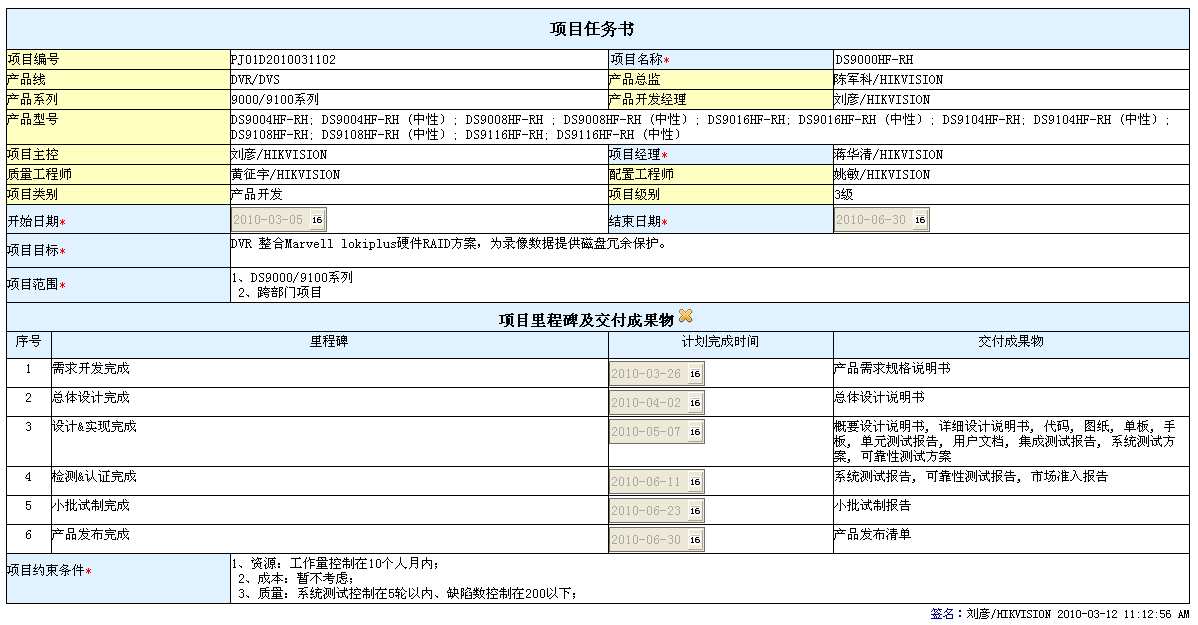 项目任务书
项目编号 PJ01D2010031102 项目名称* DS9000HF-RH
产品线 DVR/DVS 产品总监 陈军科/HIKVISION
产品系列 9000/9100系列 产品开发经理 刘彦/HIKVISION
产品型号 DS9004HF-RH; DS9004HF-RH（中性）; DS9008HF-RH ; DS9008HF-RH（中性）; DS9016HF-RH; DS9016HF-RH（中性）; DS9104HF-RH; DS9104HF-RH（中性）;
DS9108HF-RH; DS9108HF-RH（中性）; DS9116HF-RH; DS9116HF-RH（中性）
项目主控 刘彦/HIKVISION 项目经理* 蒋华清/HIKVISION
质量工程师 黄征宇/HIKVISION 配置工程师 姚敏/HIKVISION
项目类别 产品开发 项目级别 3级
开始日期* 2010-03-05 16 结束日期* 2010-06-30 16
项目目标* DVR 整合Marvell lokiplus硬件RAID方案，为录像数据提供磁盘冗余保护。
项目范围* 1、DS9000/9100系列
2、跨部门项目
项目里程碑及交付成果物
序号 里程碑 计划完成时间 交付成果物
1 需求开发完成 2010-03-26 16 产品需求规格说明书
2 总体设计完成 2010-04-02 16 总体设计说明书
3 设计&实现完成 2010-05-07 16 概要设计说明书, 详细设计说明书, 代码, 图纸, 单板, 手
板, 单元测试报告, 用户文档, 集成测试报告, 系统测试方
案, 可靠性测试方案
4 检测&认证完成 2010-06-11 16 系统测试报告, 可靠性测试报告, 市场准入报告
5 小批试制完成 2010-06-23 16 小批试制报告
6 产品发布完成 2010-06-30 16 产品发布清单
项目约束条件* 1、资源：工作量控制在10个人月内；
2、成本：暂不考虑；
3、质量：系统测试控制在5轮以内、缺陷数控制在200以下；
签名：刘彦/HIKVISION 2010-03-12 11:12:56 AM